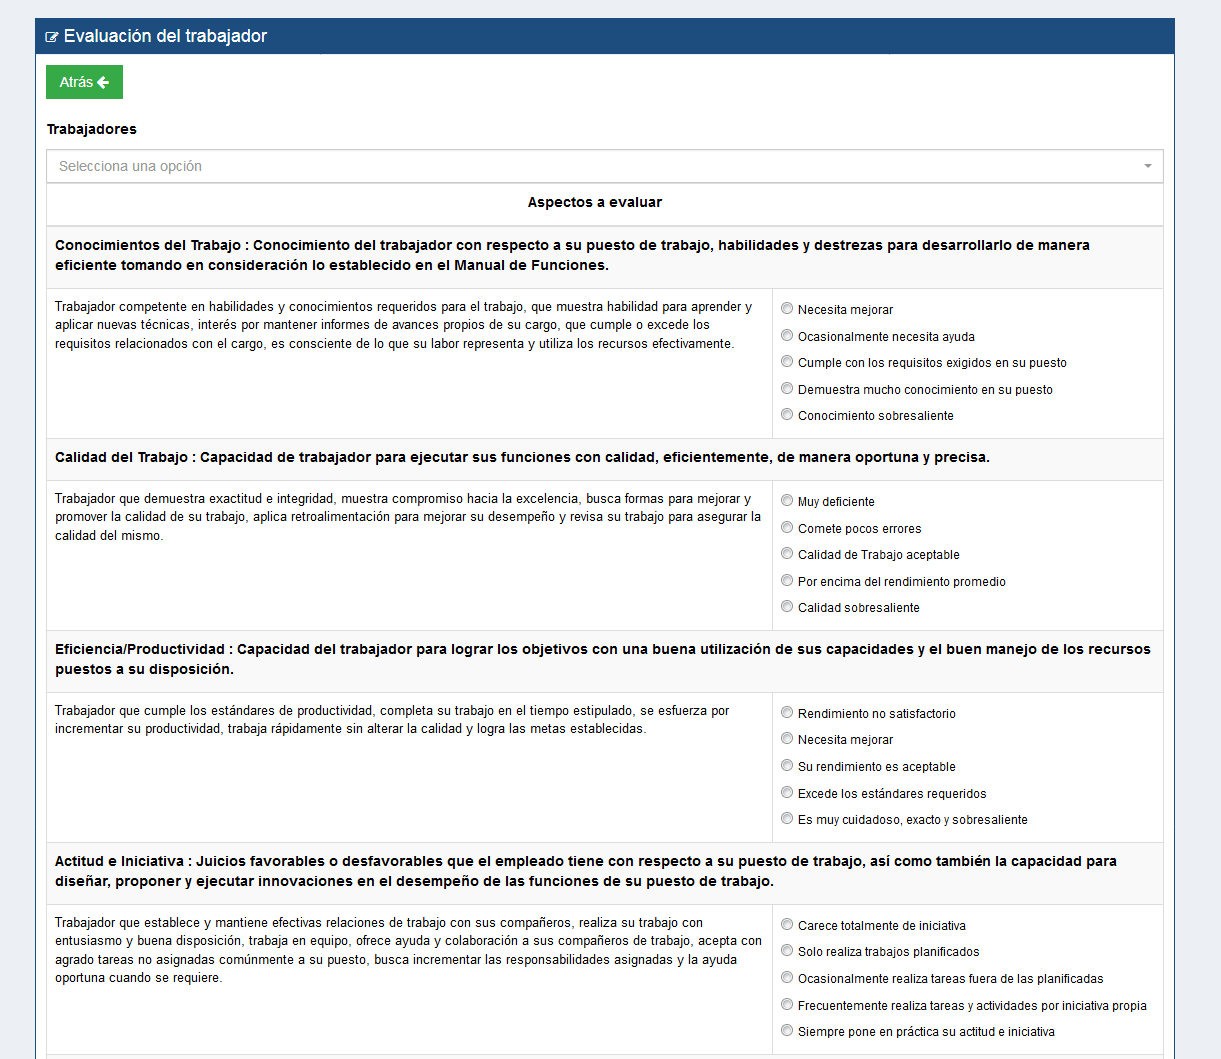 Evaluación del trabajador
Atrás
Trabajadores
Selecciona una opción
Aspectos a evaluar
Conocimientos del Trabajo : Conocimiento del trabajador con respecto a su puesto de trabajo, habilidades y destrezas para desarrollarlo de manera
eficiente tomando en consideración lo establecido en el Manual de Funciones.
Trabajador competente en habilidades y conocimientos requeridos para el trabajo, que muestra habilidad para aprender y
aplicar nuevas técnicas, interés por mantener informes de avances propios de su cargo, que cumple o excede los
requisitos relacionados con el cargo, es consciente de lo que su labor representa y utiliza los recursos efectivamente.
Necesita mejorar
Ocasionalmente necesita ayuda
Cumple con los requisitos exigidos en su puesto
Demuestra mucho conocimiento en su puesto
Conocimiento sobresaliente
Calidad del Trabajo : Capacidad de trabajador para ejecutar sus funciones con calidad, eficientemente, de manera oportuna y precisa.
Trabajador que demuestra exactitud e integridad, muestra compromiso hacia la excelencia, busca formas para mejorar y
promover la calidad de su trabajo, aplica retroalimentación para mejorar su desempeño y revisa su trabajo para asegurar la
calidad del mismo.
Muy deficiente
Comete pocos errores
Calidad de Trabajo aceptable
Por encima del rendimiento promedio
Calidad sobresaliente
Eficiencia/Productividad : Capacidad del trabajador para lograr los objetivos con una buena utilización de sus capacidades y el buen manejo de los recursos
puestos a su disposición.
Trabajador que cumple los estándares de productividad, completa su trabajo en el tiempo estipulado, se esfuerza por
incrementar su productividad, trabaja rápidamente sin alterar la calidad y logra las metas establecidas.
Rendimiento no satisfactorio
Necesita mejorar
Su rendimiento es aceptable
Excede los estándares requeridos
Es muy cuidadoso, exacto y sobresaliente
Actitud e Iniciativa : Juicios favorables o desfavorables que el empleado tiene con respecto a su puesto de trabajo, así como también la capacidad para
diseñar, proponer y ejecutar innovaciones en el desempeño de las funciones de su puesto de trabajo.
Trabajador que establece y mantiene efectivas relaciones de trabajo con sus compañeros, realiza su trabajo con
entusiasmo y buena disposición, trabaja en equipo, ofrece ayuda y colaboración a sus compañeros de trabajo, acepta con
agrado tareas no asignadas comúnmente a su puesto, busca incrementar las responsabilidades asignadas y la ayuda
oportuna cuando se requiere.
Carece totalmente de iniciativa
Solo realiza trabajos planificados
Ocasionalmente realiza tareas fuera de las planificadas
Frecuentemente realiza tareas y actividades por iniciativa propia
Siempre pone en práctica su actitud e iniciativa